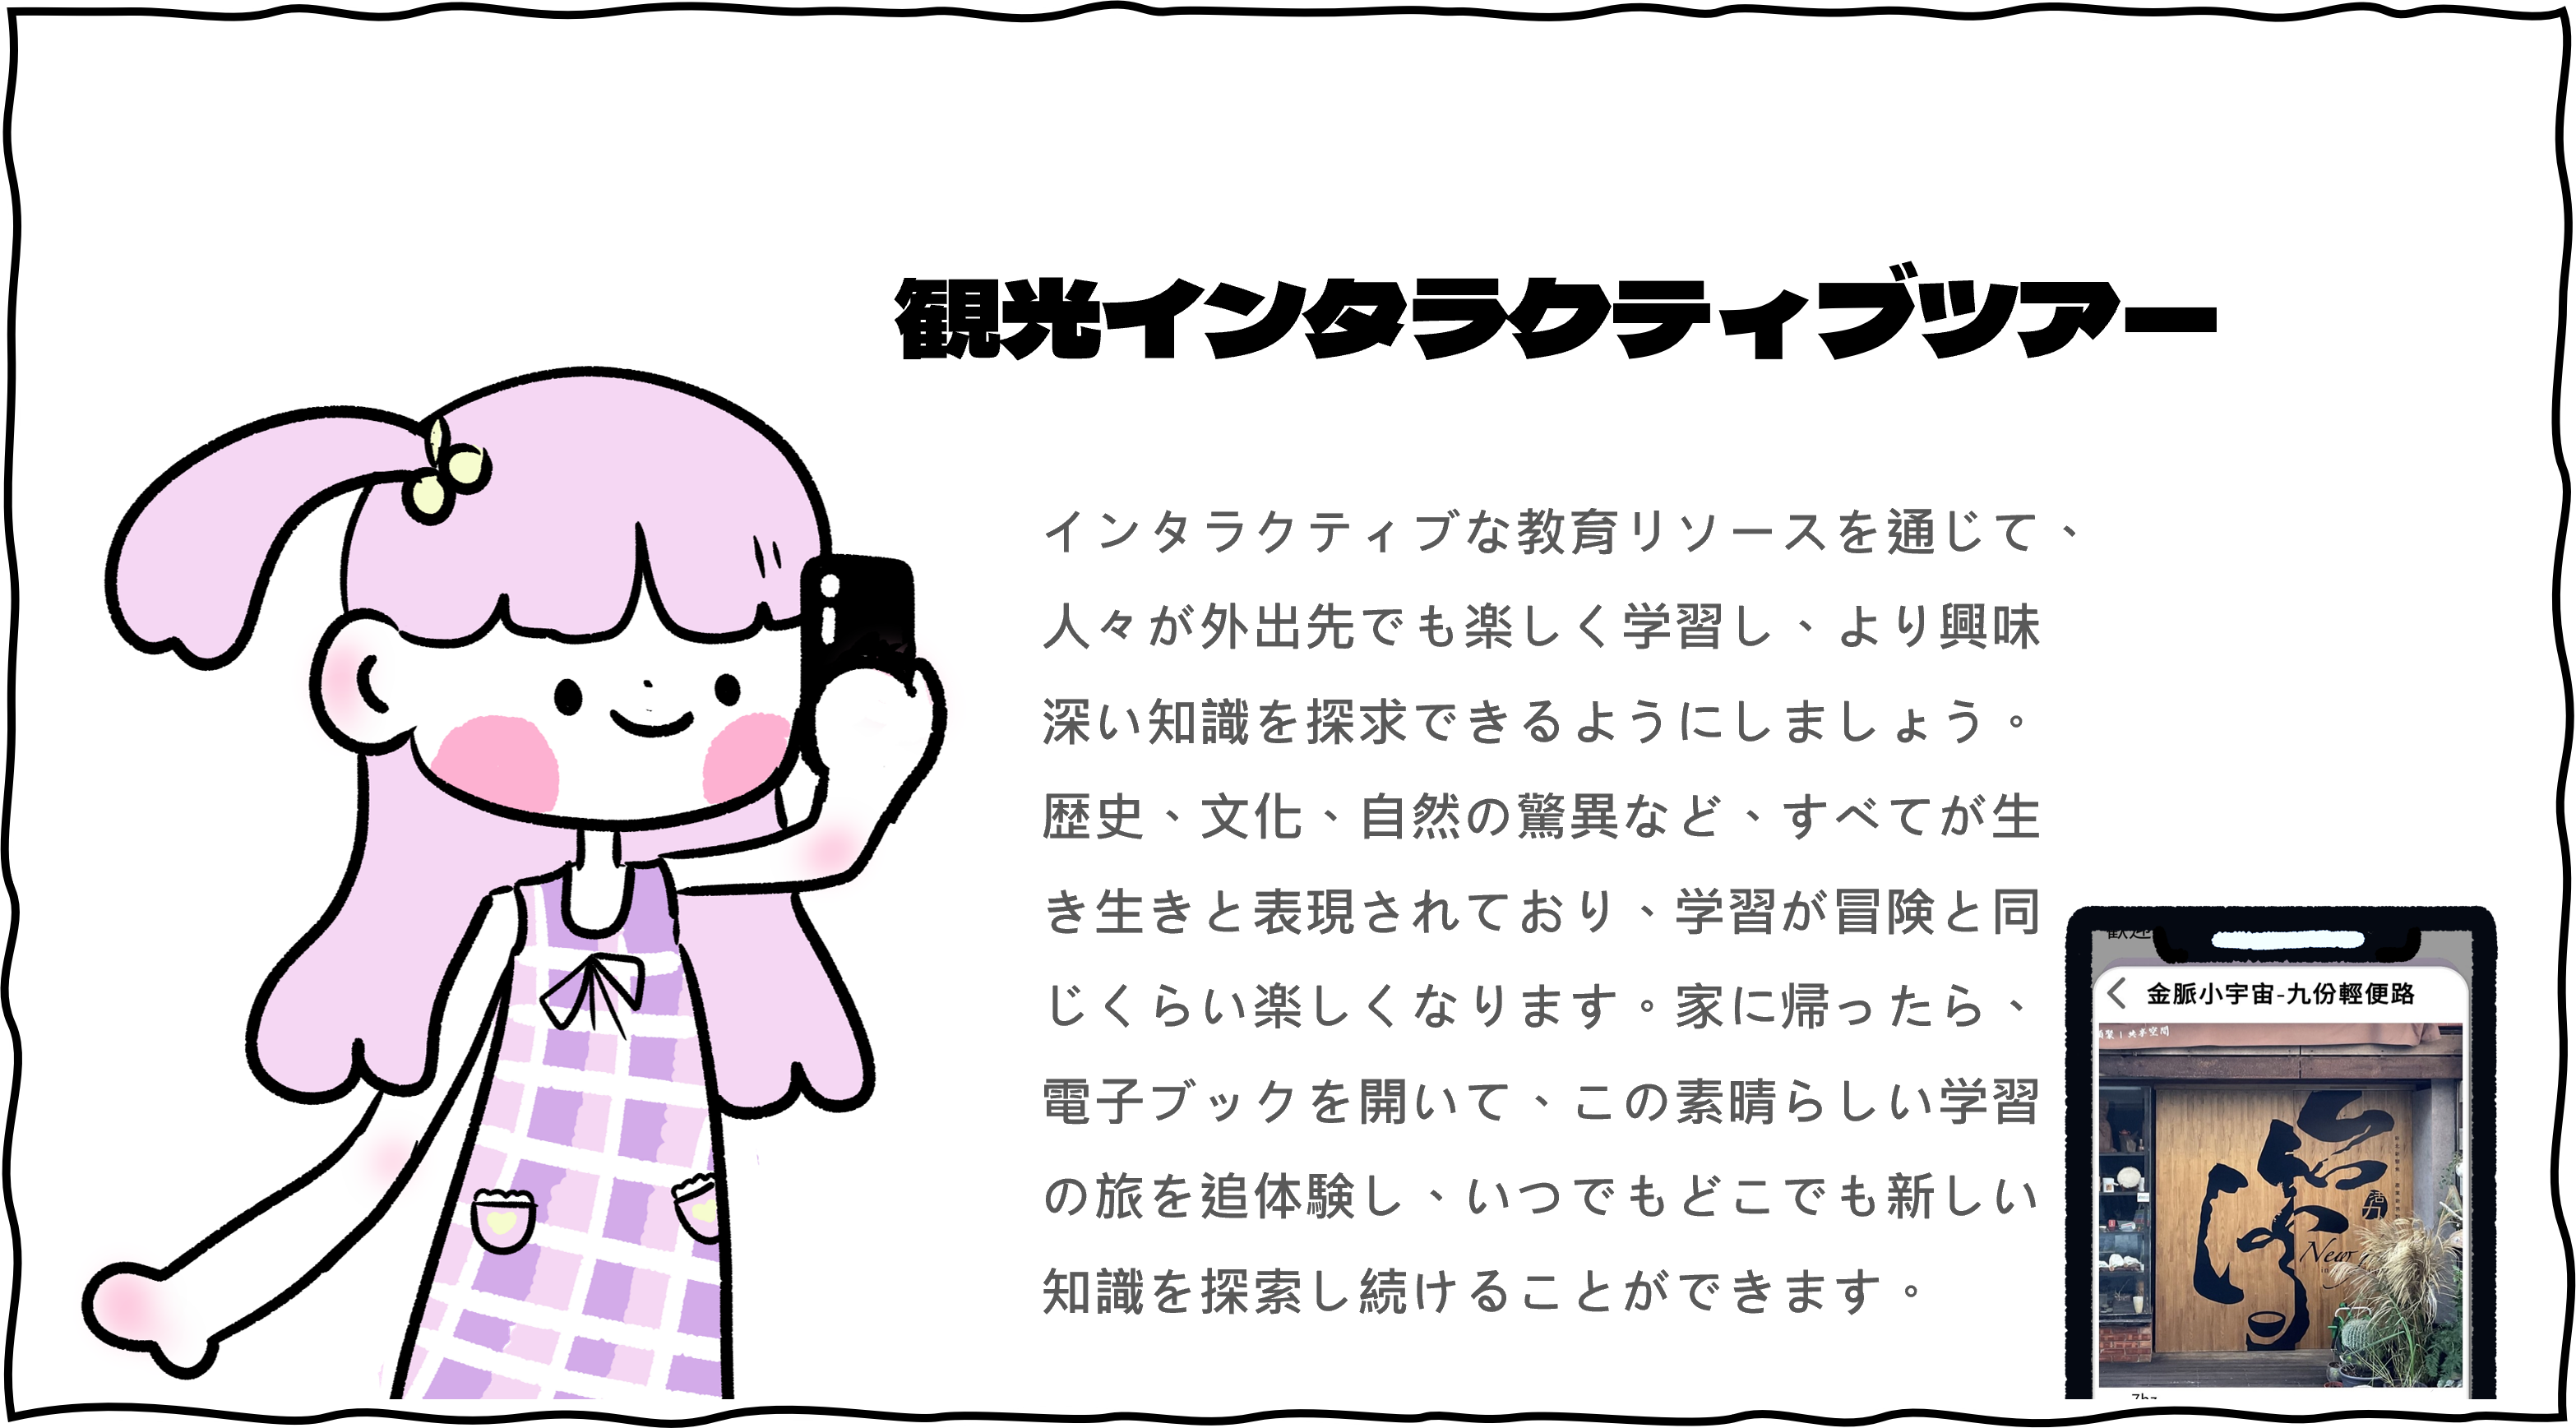 観光インタラクティブツアー
インタラクティブな教育リソースを通じて、
人々が外出先でも楽しく学習し、より興味
深い知識を探求できるようにしましょう。
歴史、文化、自然の驚異など、すべてが生
き生きと表現されており、学習が冒険と同
じくらい楽しくなります。家に帰ったら、
電子ブックを開いて、この素晴らしい学習
の旅を追体験し、いつでもどこでも新しい
知識を探索し続けることができます。
金脈小宇宙-九份輕便路
共享空間
活力
New